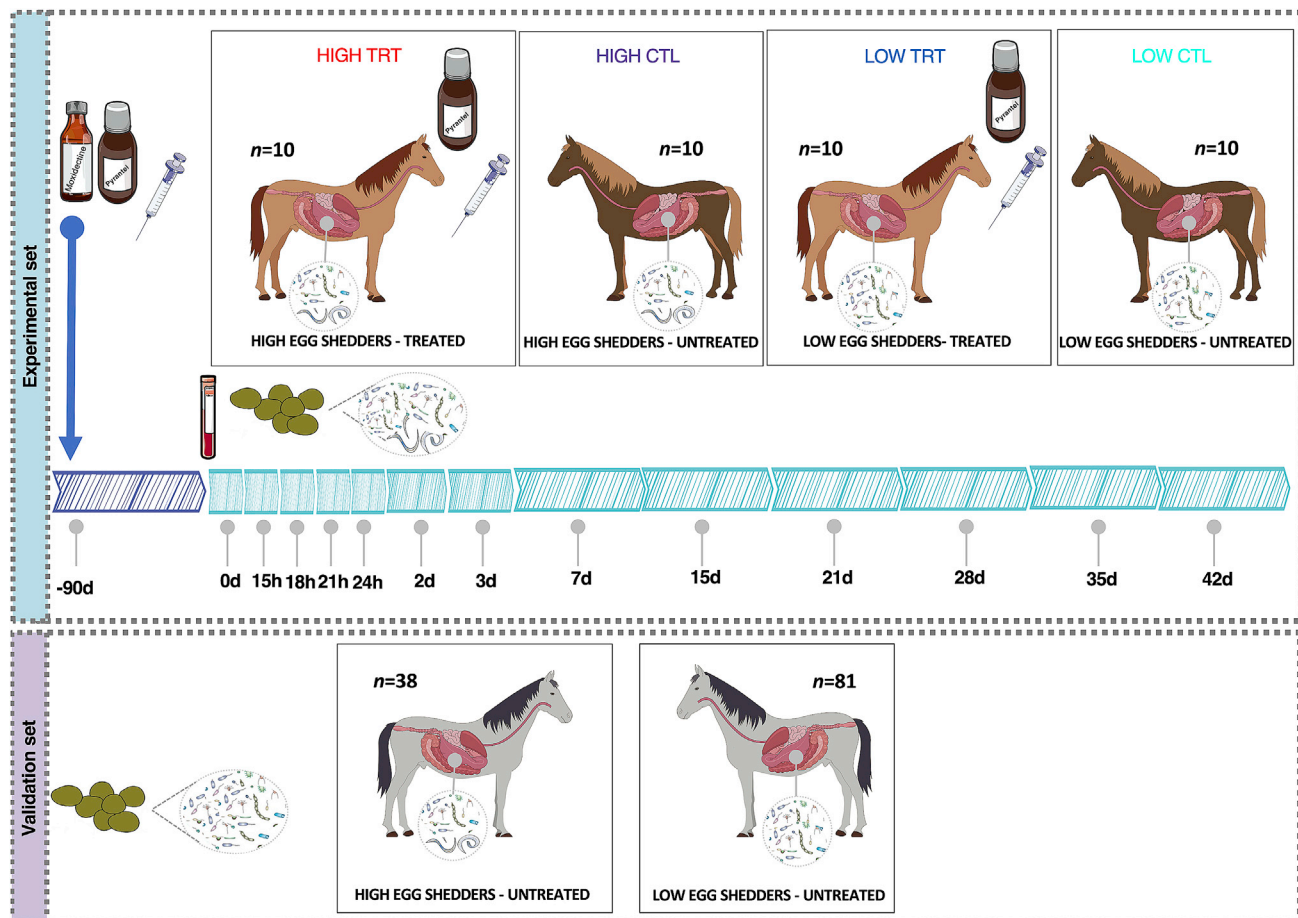 Experimental set
Moxidectine
Pyrantel
HIGH TRT
Pyrantel
n=10
HIGH EGG SHEDDERS - TREATED
HIGH CTL
n=10
HIGH EGG SHEDDERS - UNTREATED
LOW TRT
Pyrantel
n=10
LOW EGG SHEDDERS- TREATED
LOW CTL
n=10
LOW EGG SHEDDERS - UNTREATED
-90d
0d
15h
18h
21h
24h
2d
3d
7d
15d
21d
28d
35d
42d
Validation set
n=38
HIGH EGG SHEDDERS - UNTREATED
n=81
LOW EGG SHEDDERS - UNTREATED